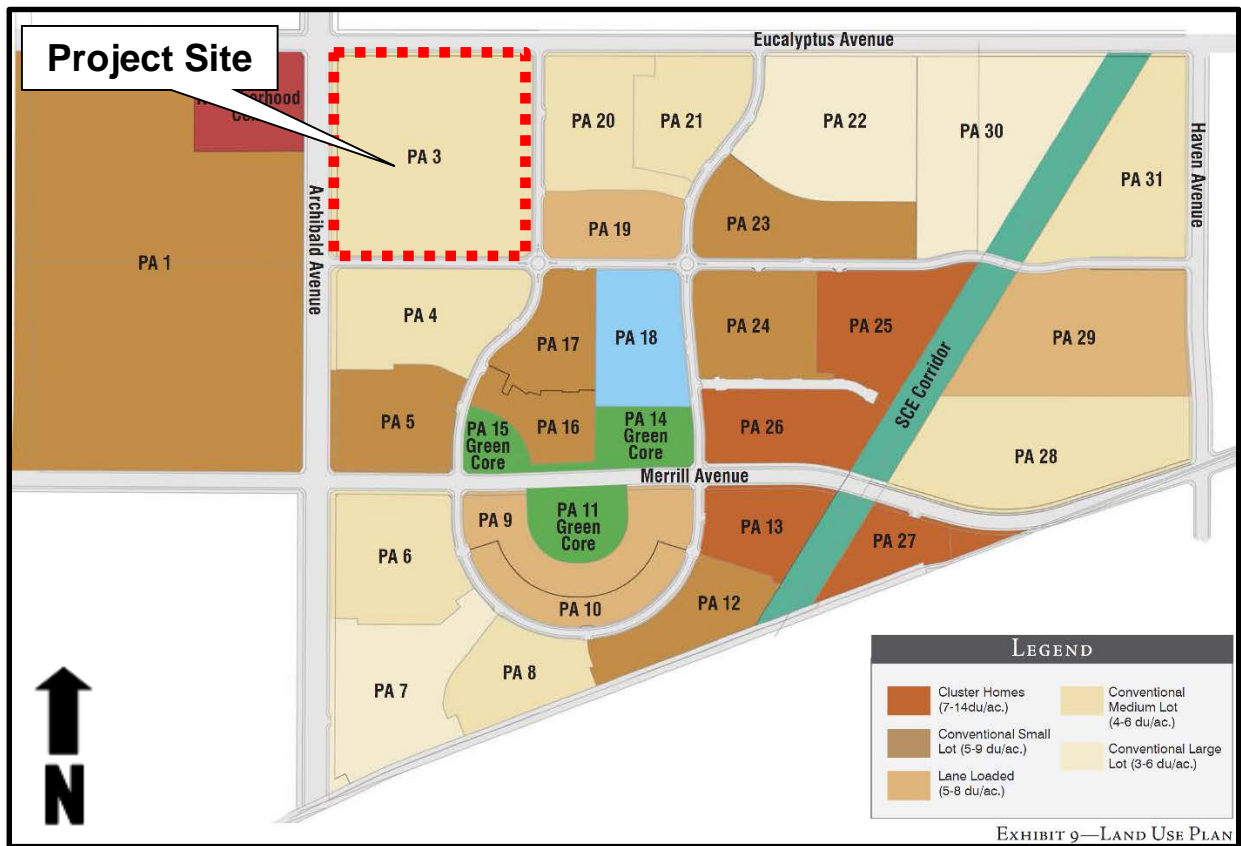 Project Site
Eucalyptus Avenue
PA 3
PA 20
PA 21
PA 22
PA 30
PA 31
Haven Avenue
PA 1
Archibald Avenue
PA 19
PA 23
PA 4
PA 17
PA 18
PA 24
PA 25
PA 29
SCE Corridor
PA 5
PA 15
Green
Core
PA 16
PA 14
Green
Core
PA 26
PA 28
Merrill Avenue
PA 9
PA 11
Green
Core
PA 13
PA 27
PA 6
PA 10
PA 12
PA 7
PA 8
N
LEGEND
Cluster Homes
(7-14du/ac.)
Conventional Small
Lot (5-9 du/ac.)
Lane Loaded
(5-8 du/ac.)
Conventional
Medium Lot
(4-6 du/ac.)
Conventional Large
Lot (3-6 du/ac.)
EXHIBIT 9—LAND USE PLAN